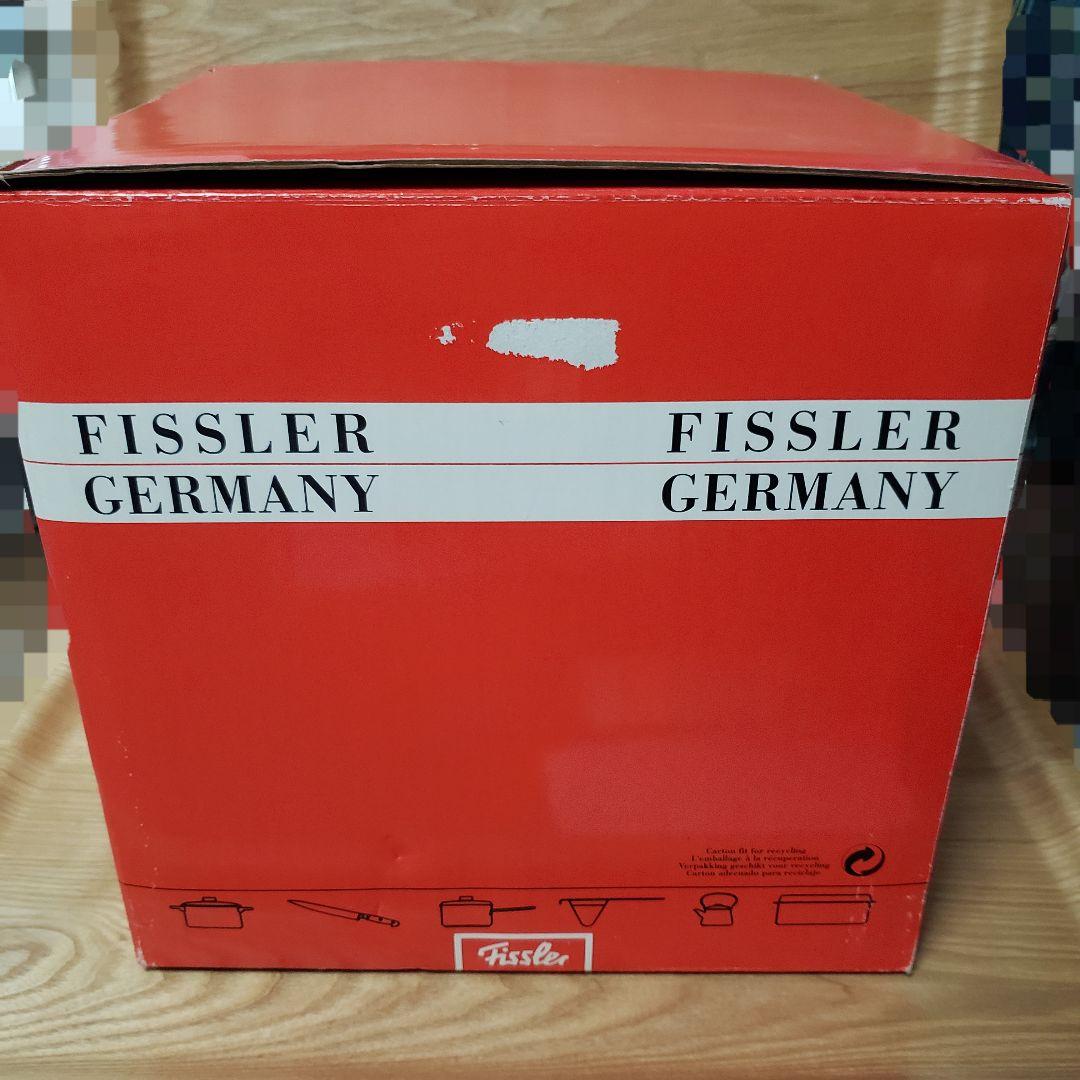 FISSLER FISSLER
GERMANY GERMANY
Carton fit for recycling
L'emballage à la récuperation
Verpakking geschikt voor recycling
Carton adecuado para reciclaje
Fissler